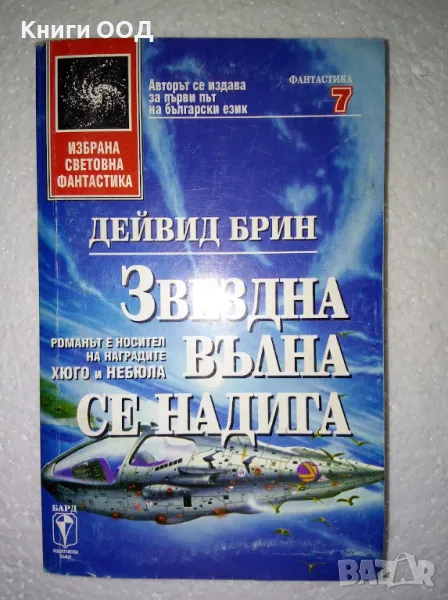 Книги ООД
ИЗБРАНА
СВЕТОВНА
ФАНТАСТИКА
Авторът се издава
за първи път
на български език
ФАНТАСТИКА
7
ДЕЙВИД БРИН
ЗВЕЗДНА
РОМАНЪТ Е НОСИТЕЛ
НА НАГРАДИТЕ
ХЮГО и НЕБЮЛА
ВЪЛНА
СЕ НАДИГА
БАРД
BAZAR